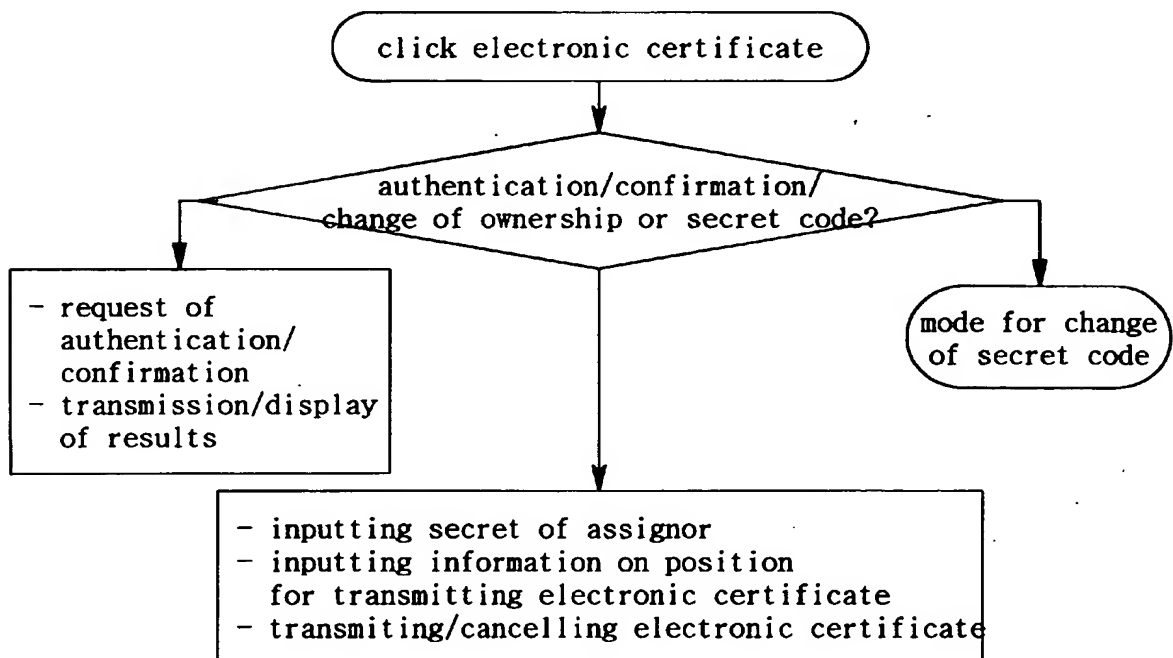 click electronic certificate
authentication/confirmation/
change of ownership or secret code?
- request of
authentication/
confirmation
- transmission/display
of results
mode for change
of secret code
- inputting secret of assignor
- inputting information on position
for transmitting electronic certificate
- transmiting/cancelling electronic certificate